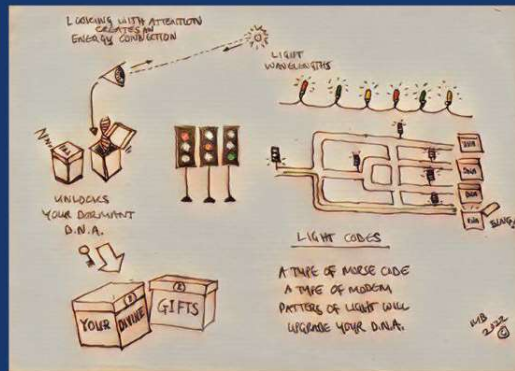 LOOKING WITH ATTENTION
CREATES AN
ENERGY CONNECTION
LIGHT
WAVELENGTHS
UNLOCKS
YOUR DORMANT
D.N.A.
YOUR DIVINE
GIFTS
LIGHT CODES
A TYPE OF MORSE CODE
A TYPE OF MODEM
PATTERS OF LIGHT WILL
UPGRADE YOUR D.N.A.
2022
©